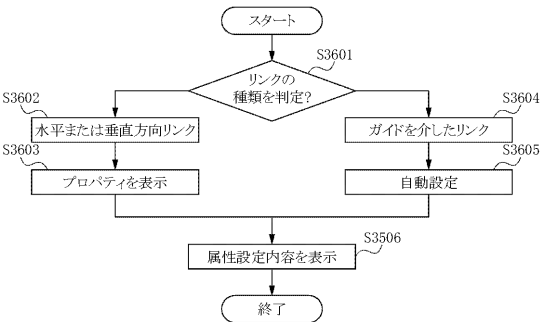 スタート
S3601
リンクの
種類を判定?
S3602
水平または垂直方向リンク
S3604
ガイドを介したリンク
S3603
プロパティを表示
S3605
自動設定
S3506
属性設定内容を表示
終了